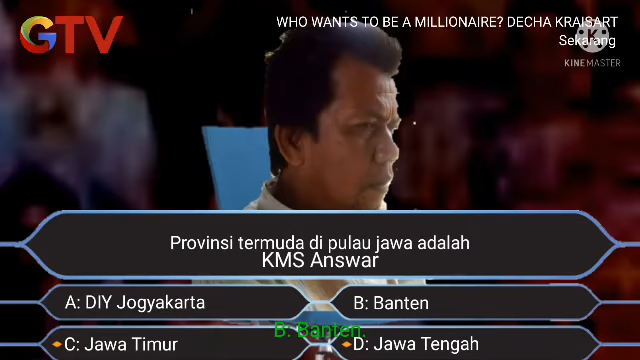 GTV
WHO WANTS TO BE A MILLIONAIRE? DECHA KRAISART
Sekarang
KINEMASTER
Provinsi termuda di pulau jawa adalah
KMS Answar
A: DIY Jogyakarta
B: Banten
B: Banten.
C: Jawa Timur
D: Jawa Tengah